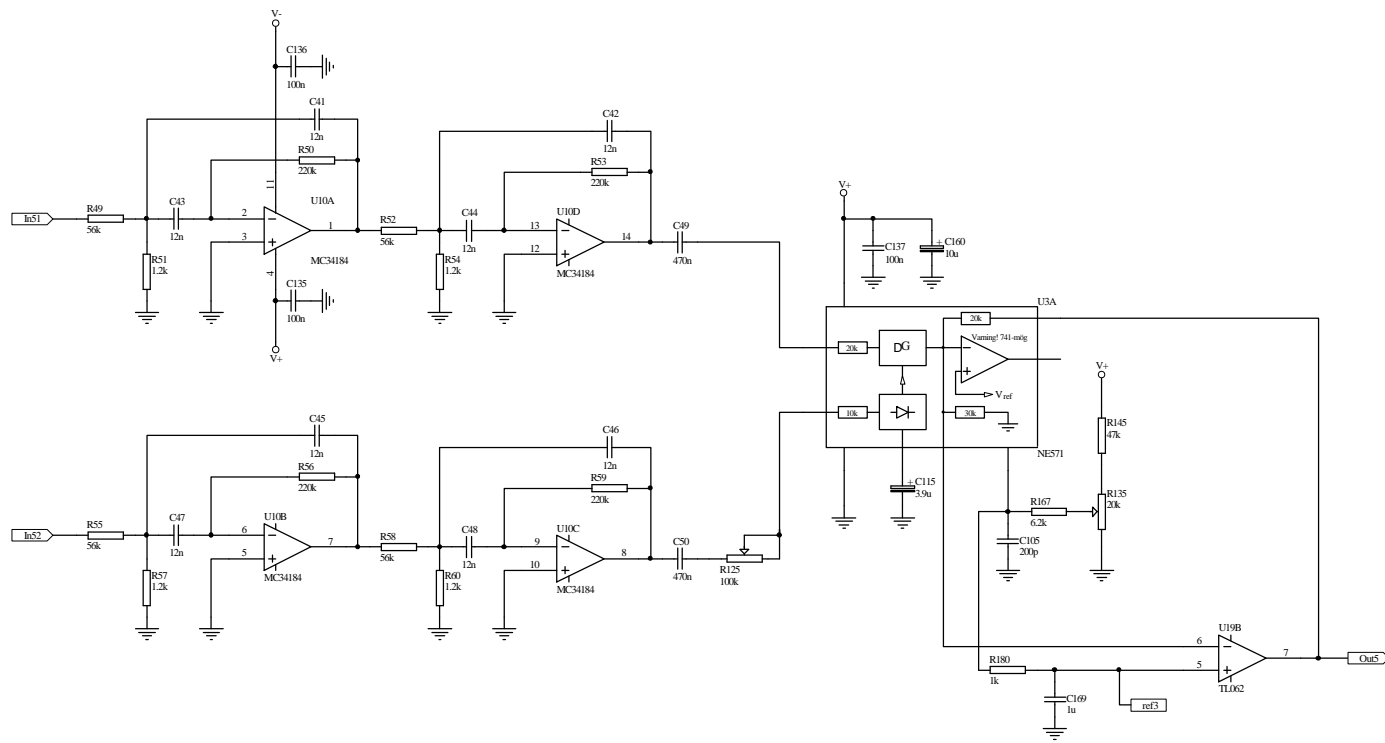 V-
C136
100n
C41
12n
R50
220k
11
U10A
In51
R49
56k
C43
12n
2
3
1
MC34184
R51
1.2k
4
C135
100n
V+
C42
12n
R53
220k
R52
56k
C44
12n
U10D
13
12
14
MC34184
R54
1.2k
C49
470n
V+
C137
100n
C160
10u
U3A
20k
20k
DG
Varning! 741-mög
Vref
10k
30k
NE571
C115
3.9u
V+
R145
47k
R135
20k
R167
6.2k
C105
200p
C45
12n
R56
220k
In52
R55
56k
C47
12n
U10B
6
5
7
MC34184
R57
1.2k
C46
12n
R59
220k
R58
56k
C48
12n
U10C
9
10
8
MC34184
R60
1.2k
C50
470n
R125
100k
U19B
6
5
7
TL062
Out5
R180
1k
C169
1u
ref3